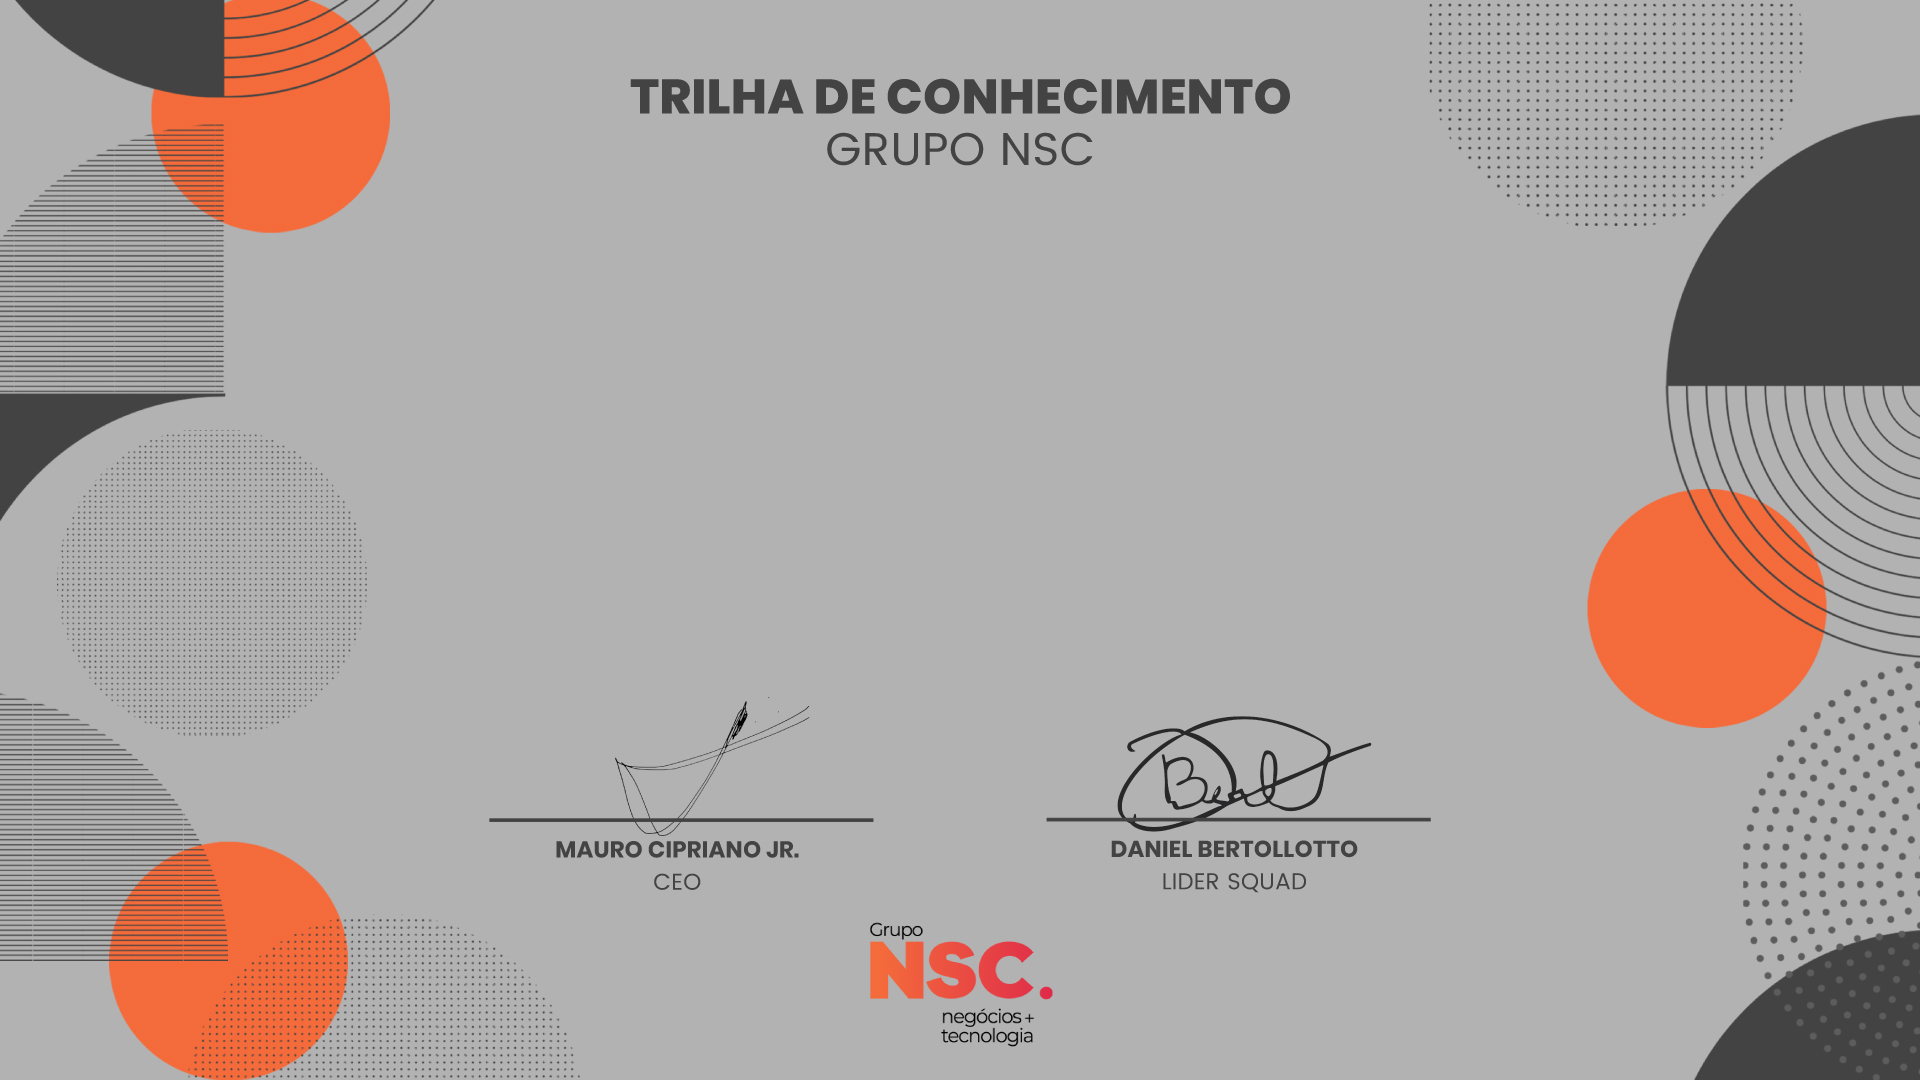 TRILHA DE CONHECIMENTO
GRUPO NSC
MAURO CIPRIANO JR.
CEO
DANIEL BERTOLLOTTO
LIDER SQUAD
Grupo
NSC.
negócios +
tecnologia